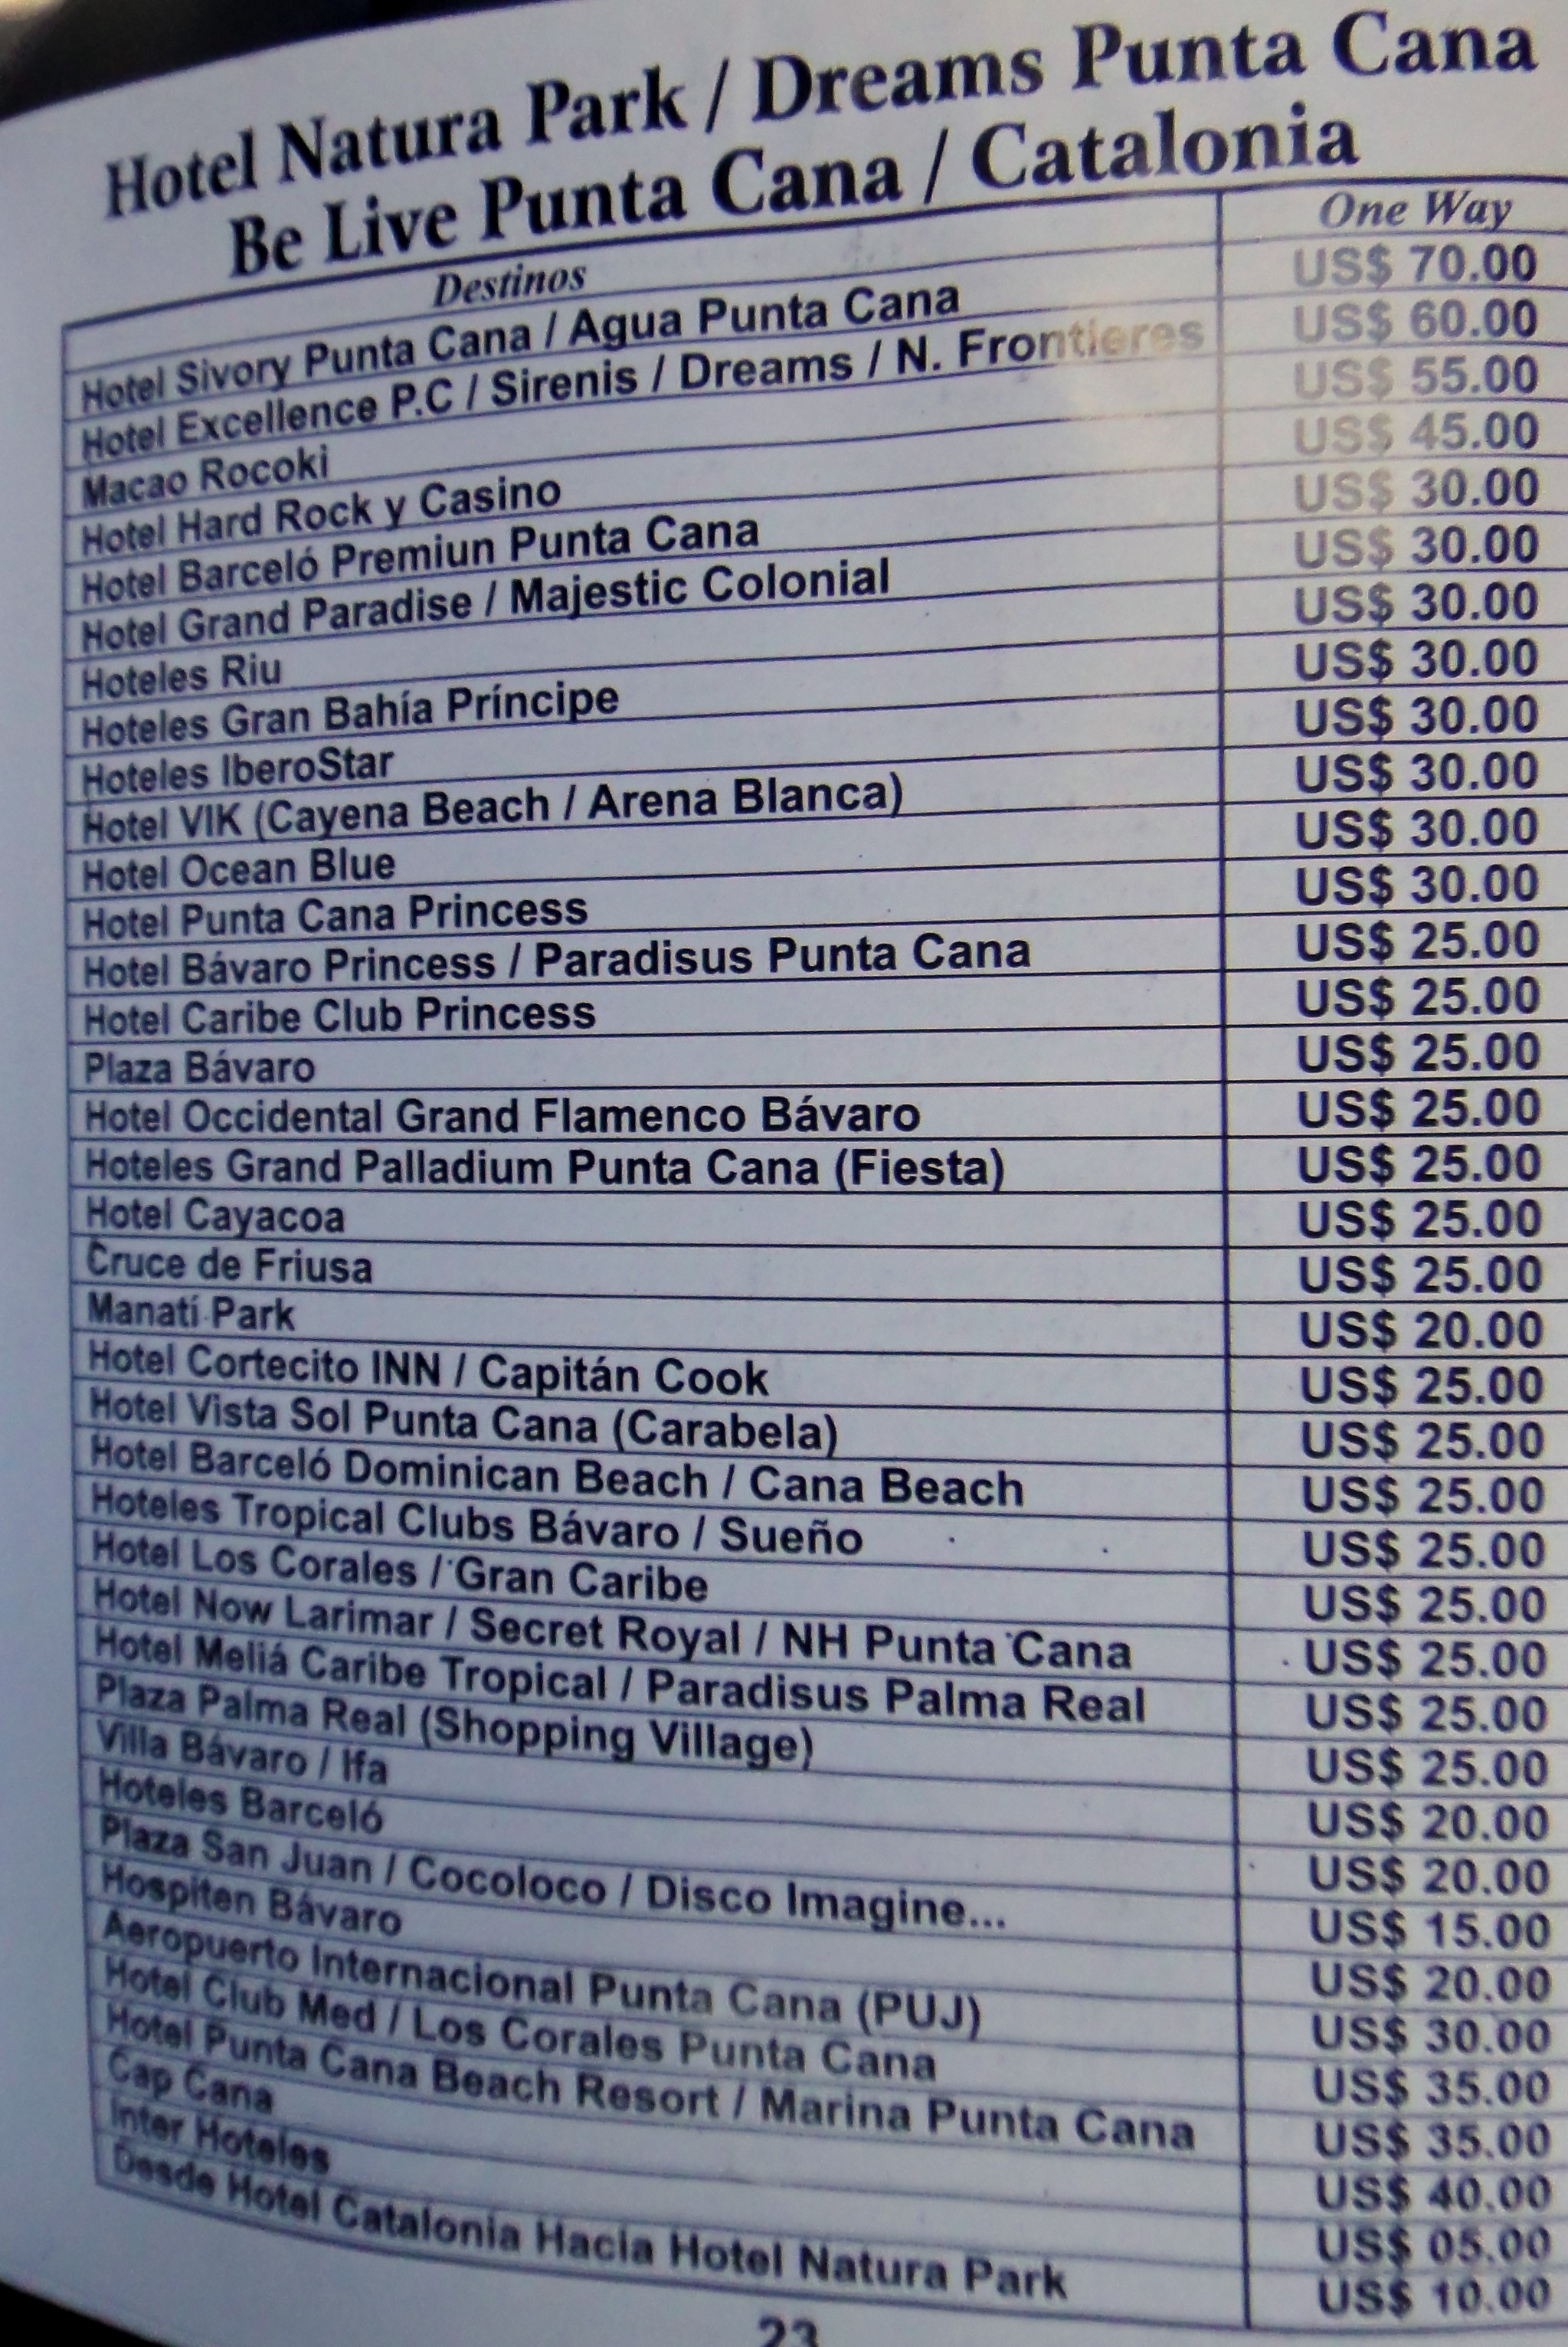 Hotel Natura Park / Dreams Punta Cana
Be Live Punta Cana / Catalonia
Destinos One Way
Hotel Sivory Punta Cana / Agua Punta Cana US$ 70.00
Hotel Excellence P.C / Sirenis / Dreams / N. Frontieres US$ 60.00
Macao Rocoki US$ 55.00
Hotel Hard Rock y Casino US$ 45.00
Hotel Barceló Premiun Punta Cana US$ 30.00
Hotel Grand Paradise / Majestic Colonial US$ 30.00
Hoteles Riu US$ 30.00
Hoteles Gran Bahía Príncipe US$ 30.00
Hoteles IberoStar US$ 30.00
Hotel VIK (Cayena Beach / Arena Blanca) US$ 30.00
Hotel Ocean Blue US$ 30.00
Hotel Punta Cana Princess US$ 30.00
Hotel Bávaro Princess / Paradisus Punta Cana US$ 25.00
Hotel Caribe Club Princess US$ 25.00
Plaza Bávaro US$ 25.00
Hotel Occidental Grand Flamenco Bávaro US$ 25.00
Hoteles Grand Palladium Punta Cana (Fiesta) US$ 25.00
Hotel Cayacoa US$ 25.00
Cruce de Friusa US$ 25.00
Manatí Park US$ 20.00
Hotel Cortecito INN / Capitán Cook US$ 25.00
Hotel Vista Sol Punta Cana (Carabela) US$ 25.00
Hotel Barceló Dominican Beach / Cana Beach US$ 25.00
Hoteles Tropical Clubs Bávaro / Sueño US$ 25.00
Hotel Los Corales / Gran Caribe US$ 25.00
Hotel Now Larimar / Secret Royal / NH Punta Cana US$ 25.00
Hotel Meliá Caribe Tropical / Paradisus Palma Real US$ 25.00
Plaza Palma Real (Shopping Village) US$ 25.00
Villa Bávaro / Ifa US$ 20.00
Hoteles Barceló US$ 20.00
Plaza San Juan / Cocoloco / Disco Imagine... US$ 15.00
Hospiten Bávaro US$ 20.00
Aeropuerto Internacional Punta Cana (PUJ) US$ 30.00
Hotel Club Med / Los Corales Punta Cana US$ 35.00
Hotel Punta Cana Beach Resort / Marina Punta Cana US$ 35.00
Cap Cana US$ 40.00
Inter Hoteles US$ 05.00
Desde Hotel Catalonia Hacia Hotel Natura Park US$ 10.00
23